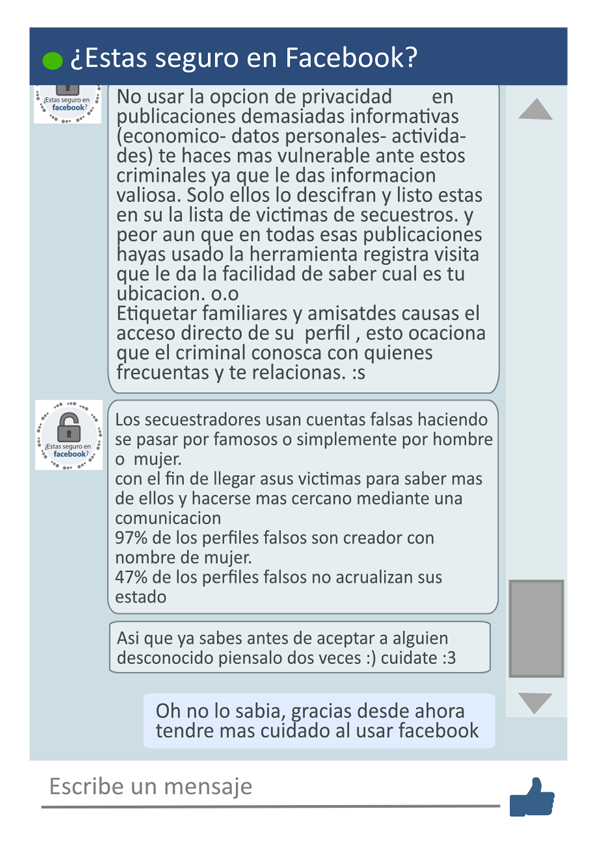 ¿Estas seguro en Facebook?
¿Estas seguro en
facebook?
No usar la opcion de privacidad en
publicaciones demasiadas informativas
(economico- datos personales- activida-
des) te haces mas vulnerable ante estos
criminales ya que le das informacion
valiosa. Solo ellos lo descifran y listo estas
en su la lista de victimas de secuestros. y
peor aun que en todas esas publicaciones
hayas usado la herramienta registra visita
que le da la facilidad de saber cual es tu
ubicacion. o.o
Etiquetar familiares y amisatdes causas el
acceso directo de su perfil , esto ocaciona
que el criminal conosca con quienes
frecuentas y te relacionas. :s
¿Estas seguro en
facebook?
Los secuestradores usan cuentas falsas haciendo
se pasar por famosos o simplemente por hombre
o mujer.
con el fin de llegar asus victimas para saber mas
de ellos y hacerse mas cercano mediante una
comunicacion
97% de los perfiles falsos son creador con
nombre de mujer.
47% de los perfiles falsos no acrualizan sus
estado
Asi que ya sabes antes de aceptar a alguien
desconocido piensalo dos veces :) cuidate :3
Oh no lo sabia, gracias desde ahora
tendre mas cuidado al usar facebook
Escribe un mensaje